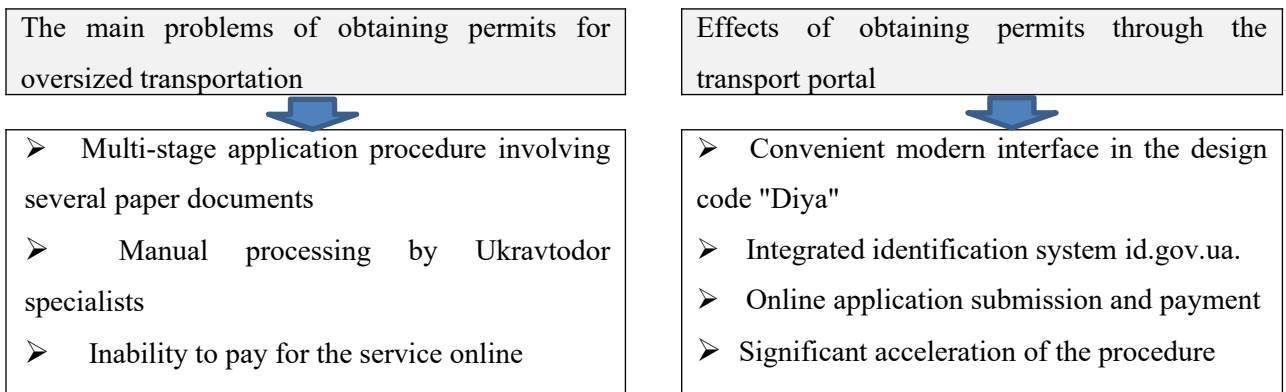 The main problems of obtaining permits for
oversized transportation
➢ Multi-stage application procedure involving
several paper documents
➢ Manual processing by Ukravtodor
specialists
➢ Inability to pay for the service online
Effects of obtaining permits through the
transport portal
➢ Convenient modern interface in the design
code "Diya"
➢ Integrated identification system id.gov.ua.
➢ Online application submission and payment
➢ Significant acceleration of the procedure